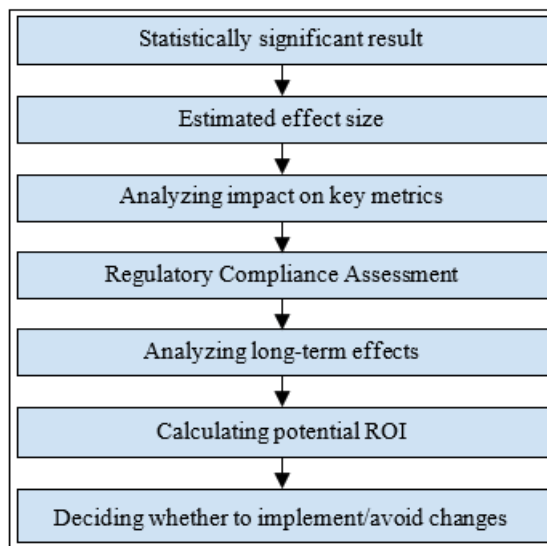 Statistically significant result
Estimated effect size
Analyzing impact on key metrics
Regulatory Compliance Assessment
Analyzing long-term effects
Calculating potential ROI
Deciding whether to implement/avoid changes